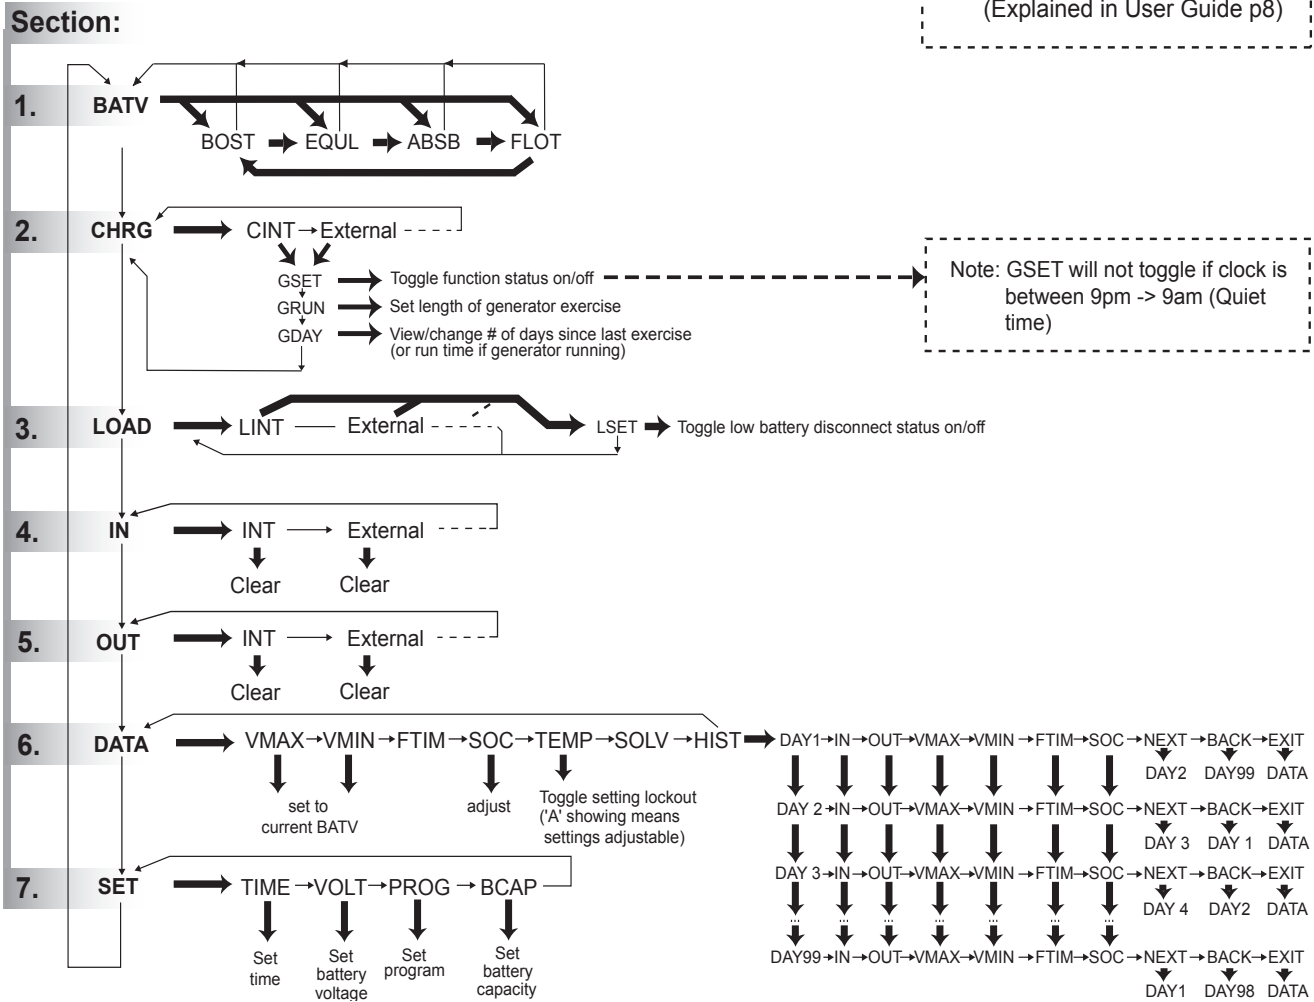 (Explained in User Guide p8)
Section:
1. BATV
BOST EQUL ABSB FLOT
2. CHRG CINT External
GSET Toggle function status on/off
GRUN Set length of generator exercise
GDAY View/change # of days since last exercise
(or run time if generator running)
Note: GSET will not toggle if clock is
between 9pm -> 9am (Quiet
time)
3. LOAD LINT External LSET Toggle low battery disconnect status on/off
4. IN INT External
Clear Clear
5. OUT INT External
Clear Clear
6. DATA VMAX VMIN FTIM SOC TEMP SOLV HIST
set to
current BATV
adjust
Toggle setting lockout
('A' showing means
settings adjustable)
DAY1 IN OUT VMAX VMIN FTIM SOC NEXT BACK EXIT
DAY2 DAY99 DATA
DAY 2 IN OUT VMAX VMIN FTIM SOC NEXT BACK EXIT
DAY 3 DAY 1 DATA
DAY 3 IN OUT VMAX VMIN FTIM SOC NEXT BACK EXIT
DAY 4 DAY2 DATA
... ... ... ... ... ... ...
DAY99 IN OUT VMAX VMIN FTIM SOC NEXT BACK EXIT
DAY1 DAY98 DATA
7. SET TIME VOLT PROG BCAP
Set
time
Set
battery
voltage
Set
program
Set
battery
capacity